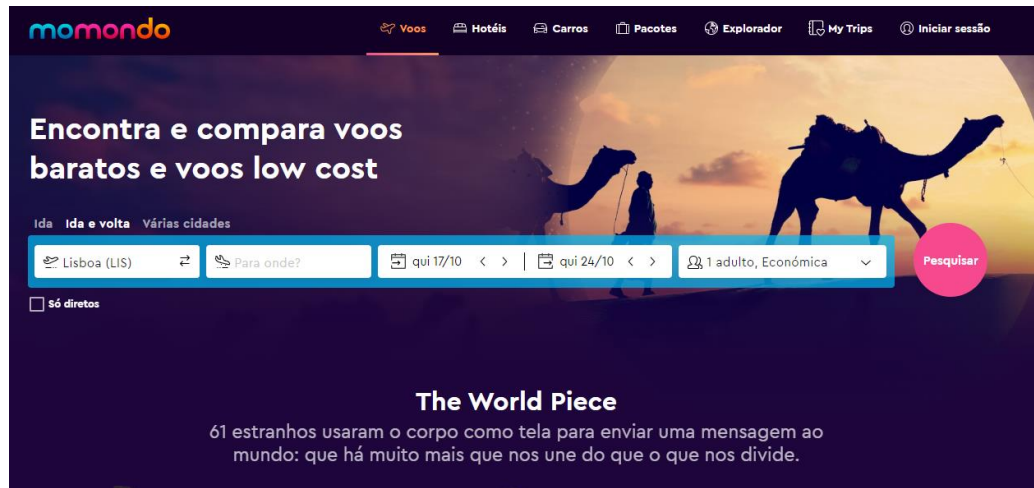 momondo
Voos Hotéis Carros Pacotes Explorador My Trips Iniciar sessão
Encontra e compara voos
baratos e voos low cost
Ida Ida e volta Várias cidades
Lisboa (LIS) Para onde? qui 17/10 qui 24/10 1 adulto, Económica Pesquisar
Só diretos
The World Piece
61 estranhos usaram o corpo como tela para enviar uma mensagem ao
mundo: que há muito mais que nos une do que o que nos divide.